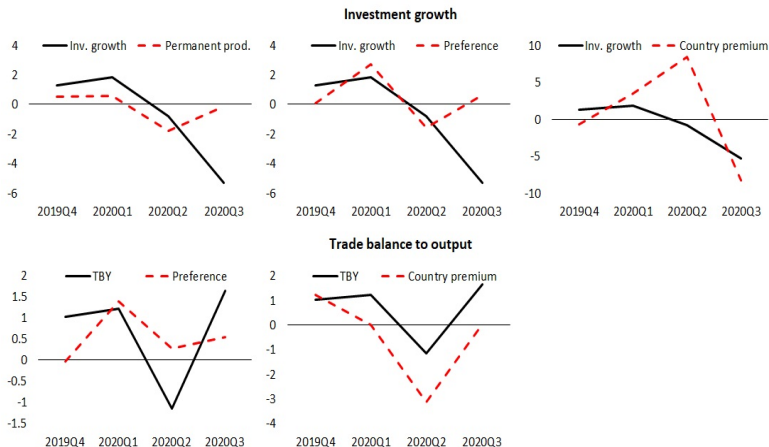 Investment growth
Inv. growth Permanent prod.
4
2
0
-2
-4
-6
2019Q4 2020Q1 2020Q2 2020Q3
Inv. growth Preference
4
2
0
-2
-4
-6
2019Q4 2020Q1 2020Q2 2020Q3
Inv. growth Country premium
10
5
0
-5
-10
2019Q4 2020Q1 2020Q2 2020Q3
Trade balance to output
TBY Preference
2
1.5
1
0.5
0
-0.5
-1
-1.5
2019Q4 2020Q1 2020Q2 2020Q3
TBY Country premium
2
1
0
-1
-2
-3
-4
2019Q4 2020Q1 2020Q2 2020Q3